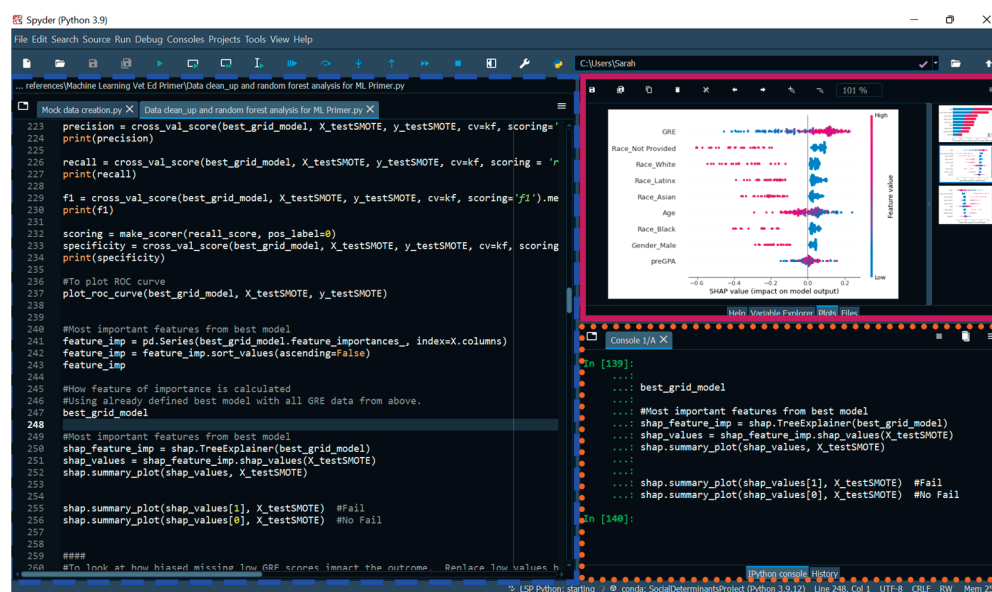 Spyder (Python 3.9)
File Edit Search Source Run Debug Consoles Projects Tools View Help
C:\Users\Sarah
... references\Machine Learning Vet Ed Primer\Data clean_up and random forest analysis for ML Primer.py
Mock data creation.py X Data clean_up and random forest analysis for ML Primer.py X
223 precision = cross_val_score(best_grid_model, X_testSMOTE, y_testSMOTE, cv=kf, scoring='
224 print(precision)
225
226 recall = cross_val_score(best_grid_model, X_testSMOTE, y_testSMOTE, cv=kf, scoring = 'r
227 print(recall)
228
229 f1 = cross_val_score(best_grid_model, X_testSMOTE, y_testSMOTE, cv=kf, scoring='f1').me
230 print(f1)
231
232 scoring = make_scorer(recall_score, pos_label=0)
233 specificity = cross_val_score(best_grid_model, X_testSMOTE, y_testSMOTE, cv=kf, scoring
234 print(specificity)
235
236 #To plot ROC curve
237 plot_roc_curve(best_grid_model, X_testSMOTE, y_testSMOTE)
238
239
240 #Most important features from best model
241 feature_imp = pd.Series(best_grid_model.feature_importances_, index=X.columns)
242 feature_imp = feature_imp.sort_values(ascending=False)
243 feature_imp
244
245 #How feature of importance is calculated
246 #Using already defined best model with all GRE data from above.
247 best_grid_model
248
249 #Most important features from best model
250 shap_feature_imp = shap.TreeExplainer(best_grid_model)
251 shap_values = shap_feature_imp.shap_values(X_testSMOTE)
252 shap.summary_plot(shap_values, X_testSMOTE)
253
254
255 shap.summary_plot(shap_values[1], X_testSMOTE) #Fail
256 shap.summary_plot(shap_values[0], X_testSMOTE) #No Fail
257
258
259 ####
260 #To look at how biased missing low GRE scores impact the outcome. Replace low values
101 %
High
GRE
Race_Not Provided
Race_White
Race_Latinx
Race_Asian
Age
Race_Black
Gender_Male
preGPA
Feature value
Low
−0.6 −0.4 −0.2 0.0 0.2
SHAP value (impact on model output)
Help Variable Explorer Plots Files
Console 1/A X
In [139]:
...:
...: best_grid_model
...:
...: #Most important features from best model
...: shap_feature_imp = shap.TreeExplainer(best_grid_model)
...: shap_values = shap_feature_imp.shap_values(X_testSMOTE)
...: shap.summary_plot(shap_values, X_testSMOTE)
...:
...:
...: shap.summary_plot(shap_values[1], X_testSMOTE) #Fail
...: shap.summary_plot(shap_values[0], X_testSMOTE) #No Fail
In [140]:
IPython console History
LSP Python: starting conda: SocialDeterminantsProject (Python 3.9.12) Line 248, Col 1 UTF-8 CRLF RW Mem 25